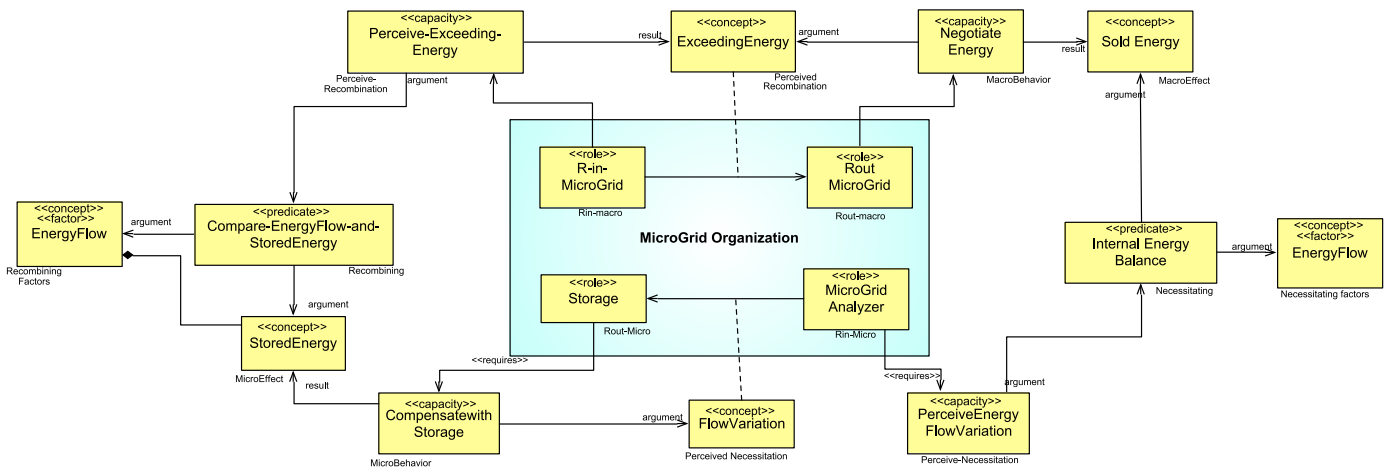 <<capacity>>
Perceive-Exceeding-
Energy
Perceive-
Recombination
argument
result
<<concept>>
ExceedingEnergy
Perceived
Recombination
argument
<<capacity>>
Negotiate
Energy
MacroBehavior
result
<<concept>>
Sold Energy
MacroEffect
argument
<<role>>
R-in-
MicroGrid
Rin-macro
<<role>>
Rout
MicroGrid
Rout-macro
MicroGrid Organization
<<role>>
Storage
Rout-Micro
<<role>>
MicroGrid
Analyzer
Rin-Micro
<<concept>>
<<factor>>
EnergyFlow
Recombining
Factors
argument
<<predicate>>
Compare-EnergyFlow-and-
StoredEnergy
Recombining
argument
<<concept>>
StoredEnergy
MicroEffect
result
<<requires>>
<<capacity>>
Compensatewith
Storage
MicroBehavior
argument
<<concept>>
FlowVariation
Perceived Necessitation
<<requires>>
<<capacity>>
PerceiveEnergy
FlowVariation
Perceive-Necessitation
argument
<<predicate>>
Internal Energy
Balance
Necessitating
argument
<<concept>>
<<factor>>
EnergyFlow
Necessitating factors